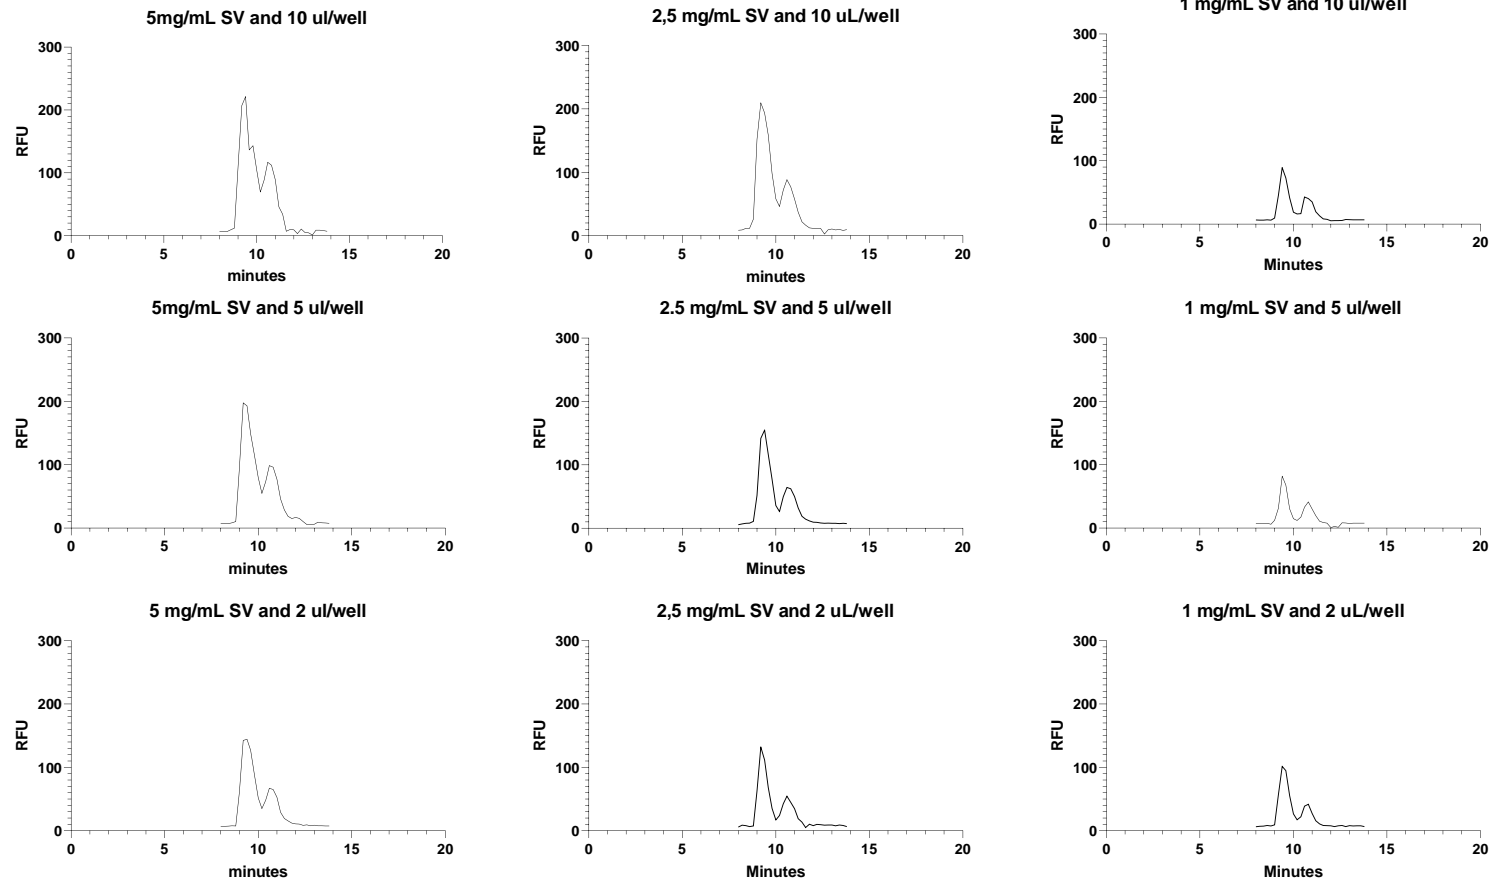 5mg/mL SV and 10 ul/well
2,5 mg/mL SV and 10 uL/well
1 mg/mL SV and 10 ul/well
300
200
100
0
RFU
0 5 10 15 20
minutes
300
200
100
0
RFU
0 5 10 15 20
minutes
300
200
100
0
RFU
0 5 10 15 20
Minutes
5mg/mL SV and 5 ul/well
2.5 mg/mL SV and 5 ul/well
1 mg/mL SV and 5 ul/well
300
200
100
0
RFU
0 5 10 15 20
minutes
300
200
100
0
RFU
0 5 10 15 20
Minutes
300
200
100
0
RFU
0 5 10 15 20
minutes
5 mg/mL SV and 2 ul/well
2,5 mg/mL SV and 2 uL/well
1 mg/mL SV and 2 uL/well
300
200
100
0
RFU
0 5 10 15 20
minutes
300
200
100
0
RFU
0 5 10 15 20
Minutes
300
200
100
0
RFU
0 5 10 15 20
Minutes